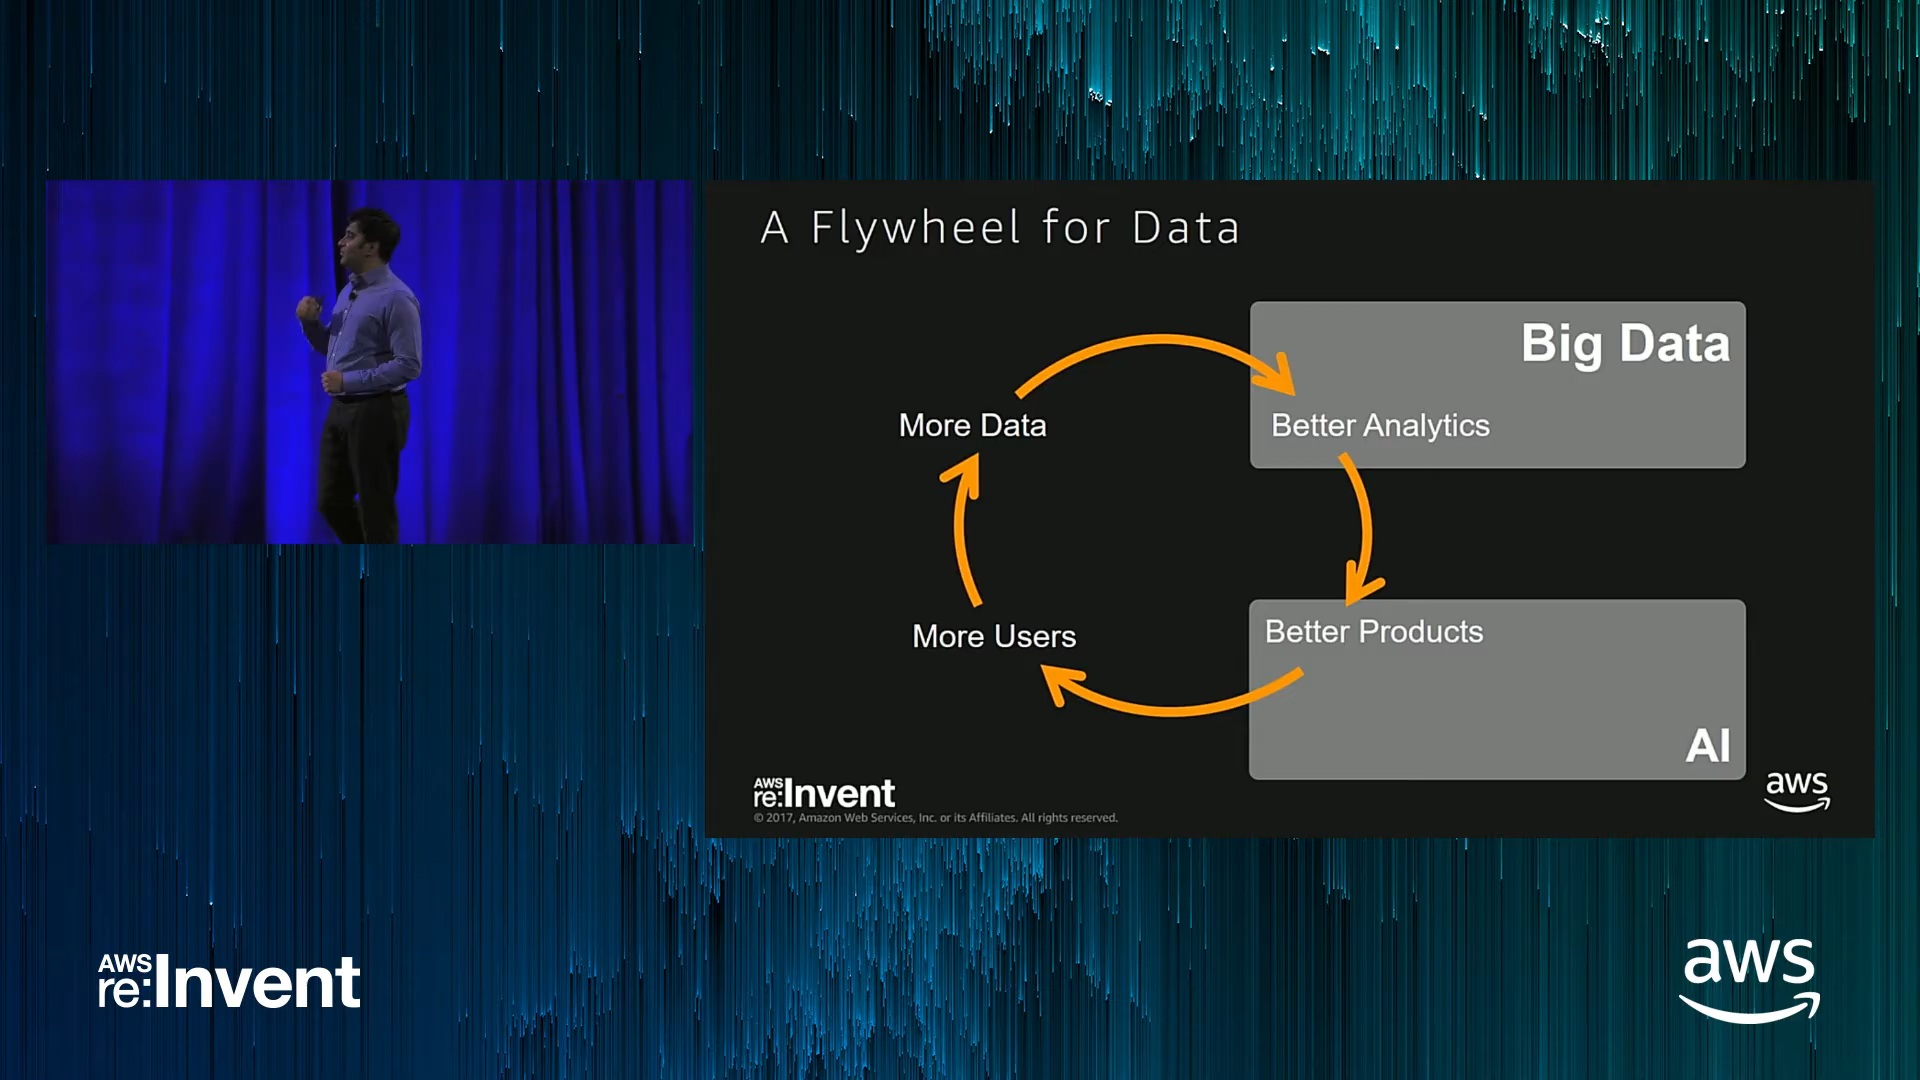 A Flywheel for Data
Big Data
More Data
Better Analytics
More Users
Better Products
AI
AWS
re:Invent
© 2017, Amazon Web Services, Inc. or its Affiliates. All rights reserved.
aws
AWS
re:Invent
aws